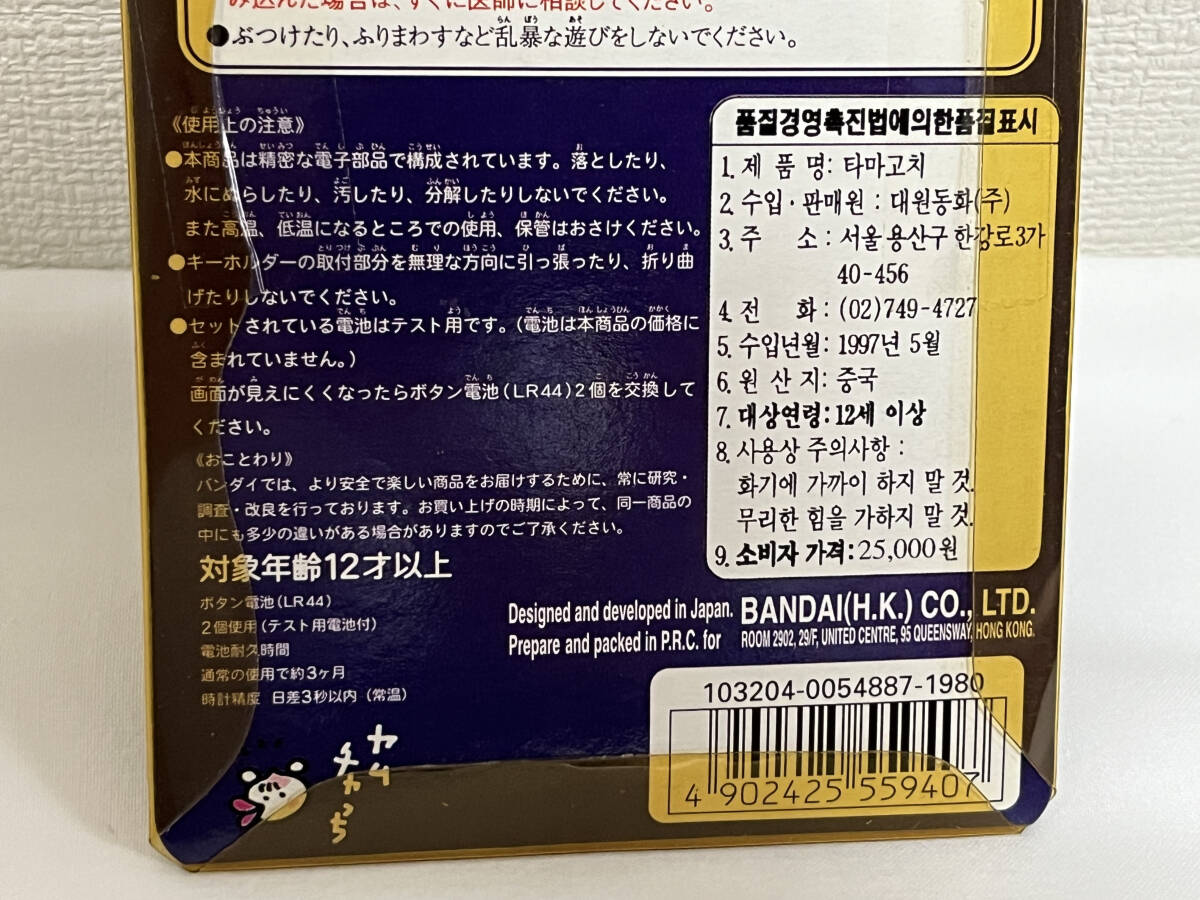 み込んだ場合は、すぐに医師に相談してください。
●ぶつけたり、ふりまわすなど乱暴な遊びをしないでください。
《使用上の注意》
●本商品は精密な電子部品で構成されています。落としたり、
水にぬらしたり、汚したり、分解したりしないでください。
また高温、低温になるところでの使用、保管はおさけください。
●キーホルダーの取付部分を無理な方向に引っ張ったり、折り曲
げたりしないでください。
●セットされている電池はテスト用です。(電池は本商品の価格に
含まれていません。)
画面が見えにくくなったらボタン電池(LR44)2個を交換して
ください。
《おことわり》
バンダイでは、より安全で楽しい商品をお届けするために、常に研究・
調査・改良を行っております。お買い上げの時期によって、同一商品の
中にも多少の違いがある場合がありますのでご了承ください。
対象年齢12才以上
ボタン電池(LR44)
2個使用(テスト用電池付)
電池耐久時間
通常の使用で約3ヶ月
時計精度 日差3秒以内(常温)
품질경영촉진법에의한품질표시
1. 제 품 명: 타마고치
2. 수입·판매원 : 대원동화(주)
3. 주 소 : 서울 용산구 한강로3가
40-456
4. 전 화 : (02)749-4727
5. 수입년월: 1997년 5월
6. 원 산 지: 중국
7. 대상연령: 12세 이상
8. 사용상 주의사항 :
화기에 가까이 하지 말 것.
무리한 힘을 가하지 말 것.
9. 소비자 가격: 25,000원
Designed and developed in Japan.
Prepare and packed in P.R.C. for
BANDAI(H.K.) CO., LTD.
ROOM 2902, 29/F, UNITED CENTRE, 95 QUEENSWAY, HONG KONG.
103204-0054887-1980
4 902425 559407